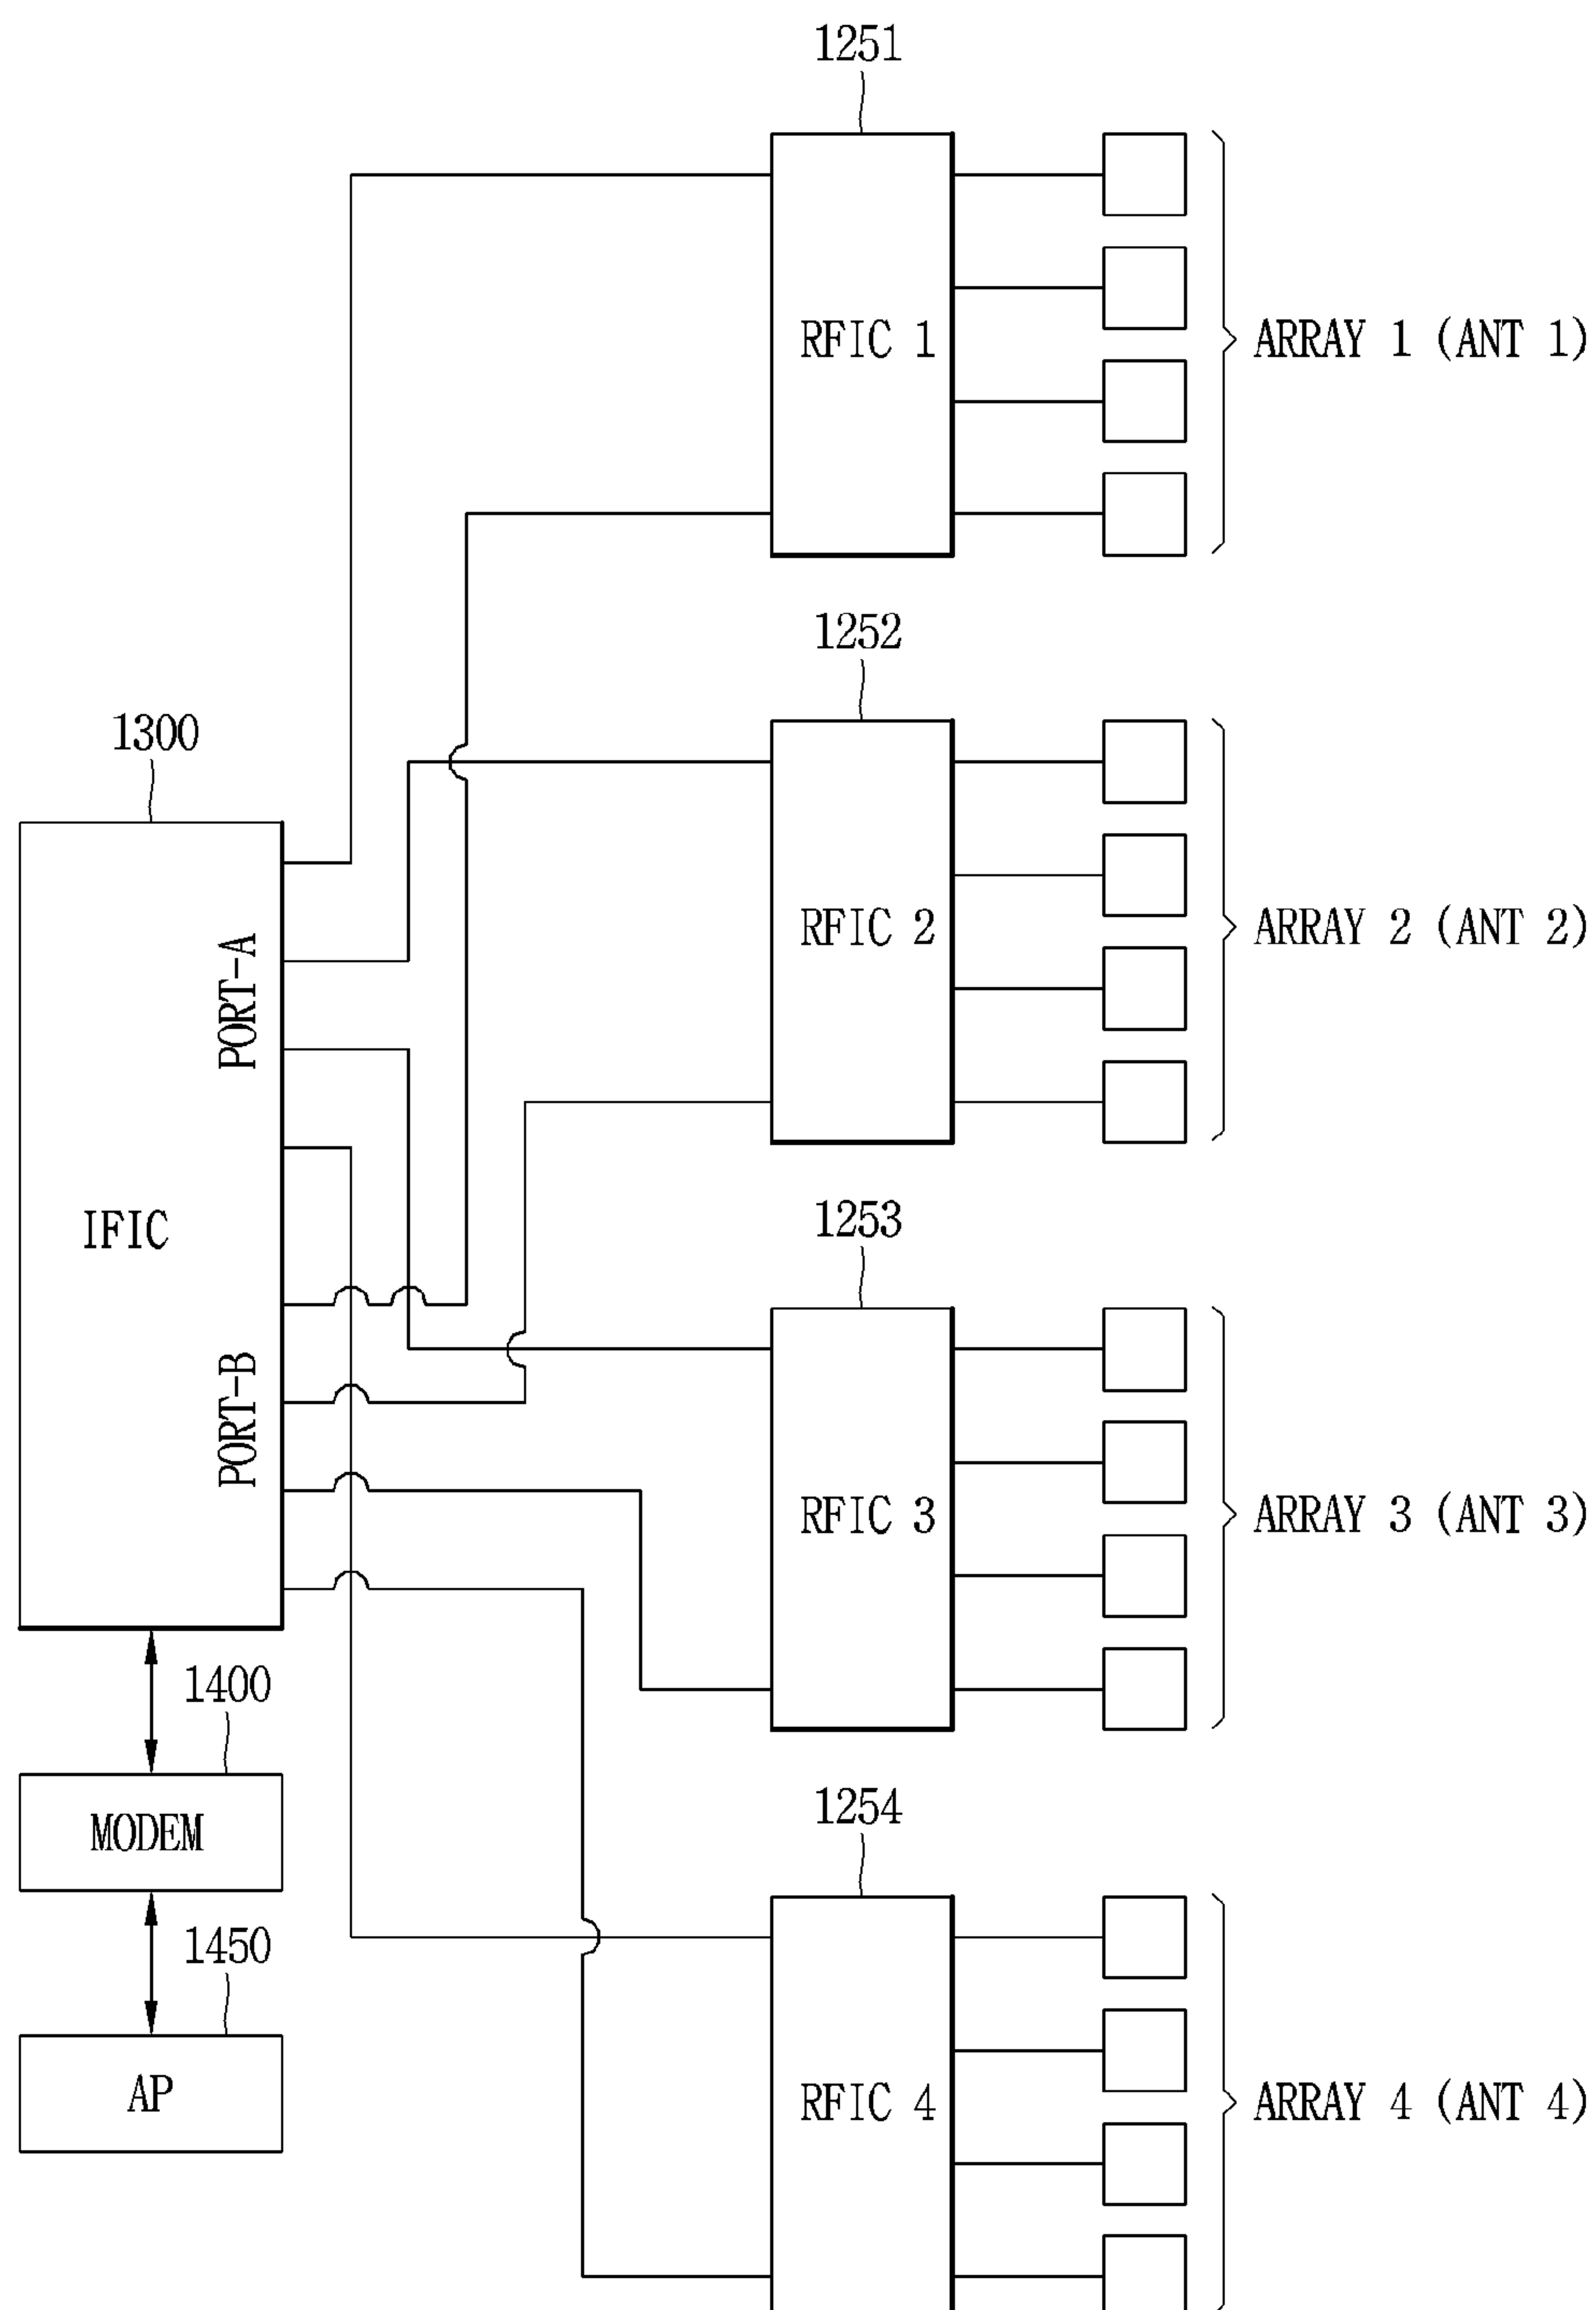 1251
RFIC 1
ARRAY 1 (ANT 1)
1252
RFIC 2
ARRAY 2 (ANT 2)
1300
PORT-A
IFIC
PORT-B
1253
RFIC 3
ARRAY 3 (ANT 3)
1400
MODEM
1254
RFIC 4
ARRAY 4 (ANT 4)
1450
AP